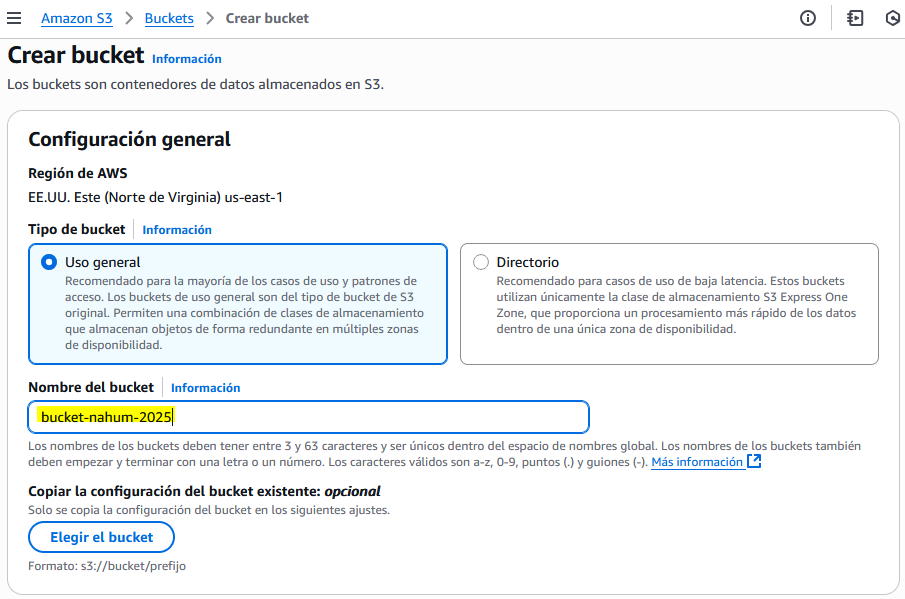 Amazon S3 > Buckets > Crear bucket
Crear bucket Información
Los buckets son contenedores de datos almacenados en S3.
Configuración general
Región de AWS
EE.UU. Este (Norte de Virginia) us-east-1
Tipo de bucket Información
Uso general
Recomendado para la mayoría de los casos de uso y patrones de
acceso. Los buckets de uso general son del tipo de bucket de S3
original. Permiten una combinación de clases de almacenamiento
que almacenan objetos de forma redundante en múltiples zonas
de disponibilidad.
Directorio
Recomendado para casos de uso de baja latencia. Estos buckets
utilizan únicamente la clase de almacenamiento S3 Express One
Zone, que proporciona un procesamiento más rápido de los datos
dentro de una única zona de disponibilidad.
Nombre del bucket Información
bucket-nahum-2025
Los nombres de los buckets deben tener entre 3 y 63 caracteres y ser únicos dentro del espacio de nombres global. Los nombres de los buckets también
deben empezar y terminar con una letra o un número. Los caracteres válidos son a-z, 0-9, puntos (.) y guiones (-). Más información
Copiar la configuración del bucket existente: opcional
Solo se copia la configuración del bucket en los siguientes ajustes.
Elegir el bucket
Formato: s3://bucket/prefijo